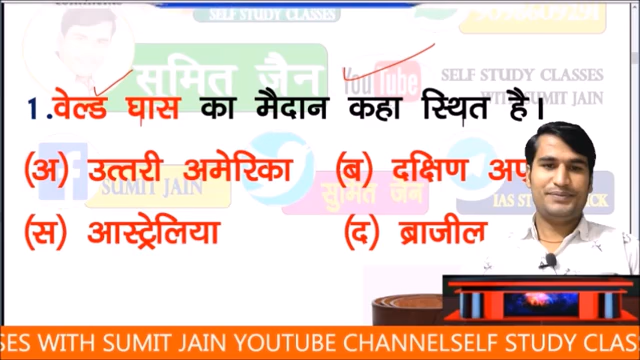 SELF STUDY CLASSES
सुमित जैन
YouTube
SELF STUDY CLASSES
WITH SUMIT JAIN
1.वेल्ड घास का मैदान कहा स्थित है।
(अ) उत्तरी अमेरिका (ब) दक्षिण
SUMIT JAIN सुमित जैन IAS
(स) आस्ट्रेलिया (द) ब्राजील
SES WITH SUMIT JAIN YOUTUBE CHANNELSELF STUDY CLAS